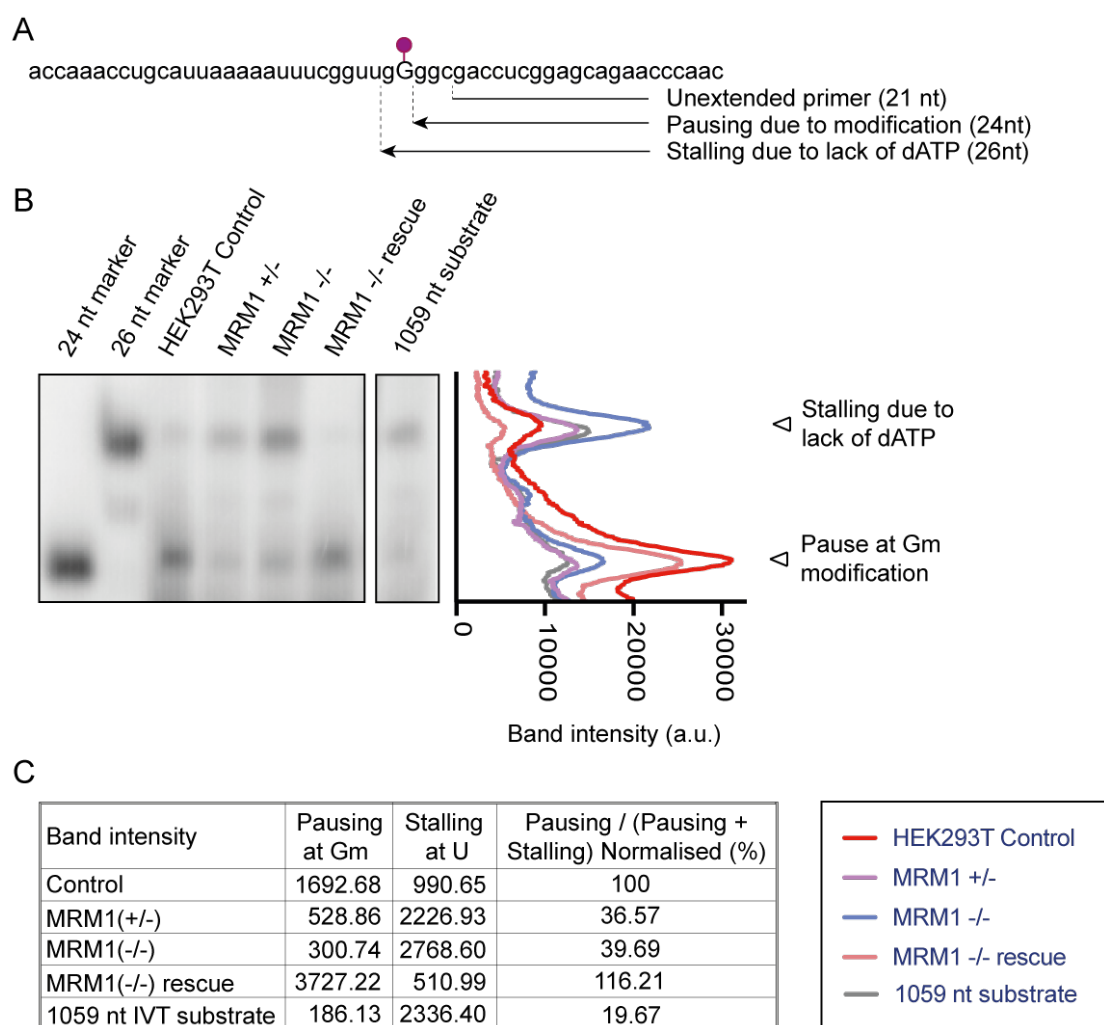 A
accaaaccugcauuaaaaauuucgguugGggcgaccucggagcagaacccaac
Unextended primer (21 nt)
Pausing due to modification (24nt)
Stalling due to lack of dATP (26nt)
B
24 nt marker
26 nt marker
HEK293T Control
MRM1 +/-
MRM1 -/-
MRM1 -/- rescue
1059 nt substrate
Stalling due to
lack of dATP
Pause at Gm
modification
0
10000
20000
30000
Band intensity (a.u.)
C
Band intensity
Pausing
at Gm
Stalling
at U
Pausing / (Pausing +
Stalling) Normalised (%)
Control 1692.68 990.65 100
MRM1(+/-) 528.86 2226.93 36.57
MRM1(-/-) 300.74 2768.60 39.69
MRM1(-/-) rescue 3727.22 510.99 116.21
1059 nt IVT substrate 186.13 2336.40 19.67
HEK293T Control
MRM1 +/-
MRM1 -/-
MRM1 -/- rescue
1059 nt substrate